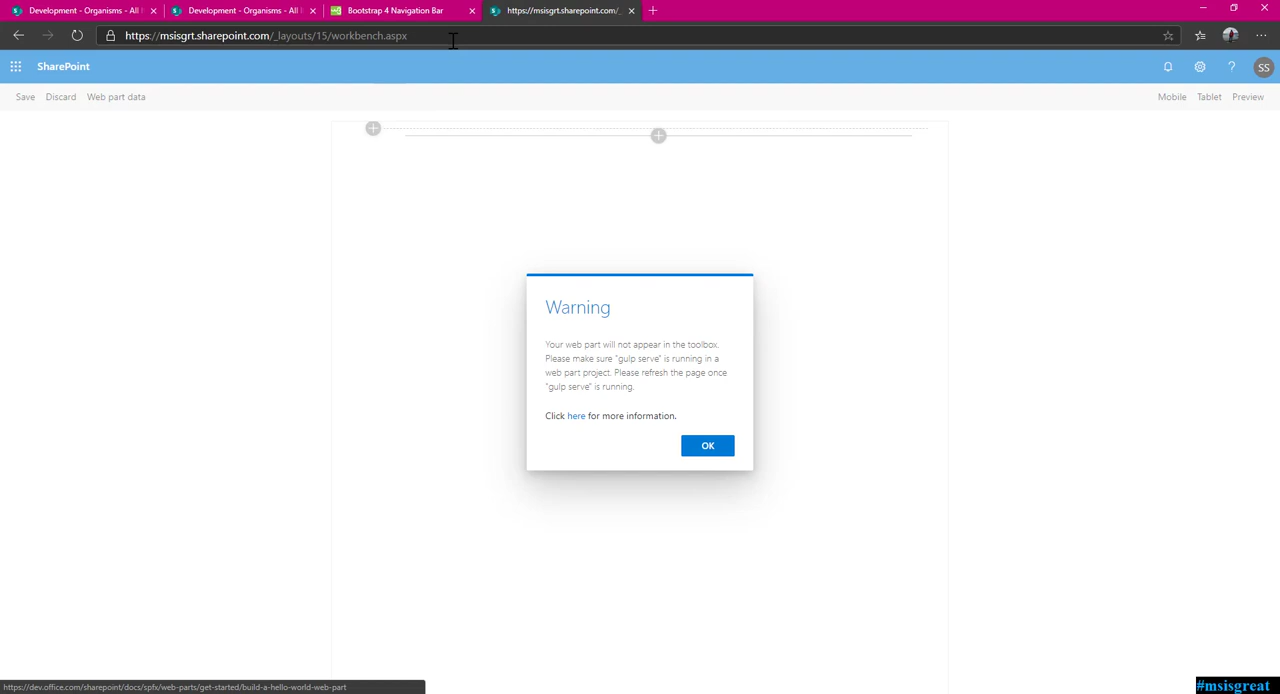 Development - Organisms - All I
Development - Organisms - All I
Bootstrap 4 Navigation Bar
https://msisgrt.sharepoint.com/_
https://msisgrt.sharepoint.com/_layouts/15/workbench.aspx
SharePoint
SS
Save Discard Web part data
Mobile Tablet Preview
Warning
Your web part will not appear in the toolbox.
Please make sure "gulp serve" is running in a
web part project. Please refresh the page once
"gulp serve" is running.
Click here for more information.
OK
https://dev.office.com/sharepoint/docs/spfx/web-parts/get-started/build-a-hello-world-web-part
#msisgreat